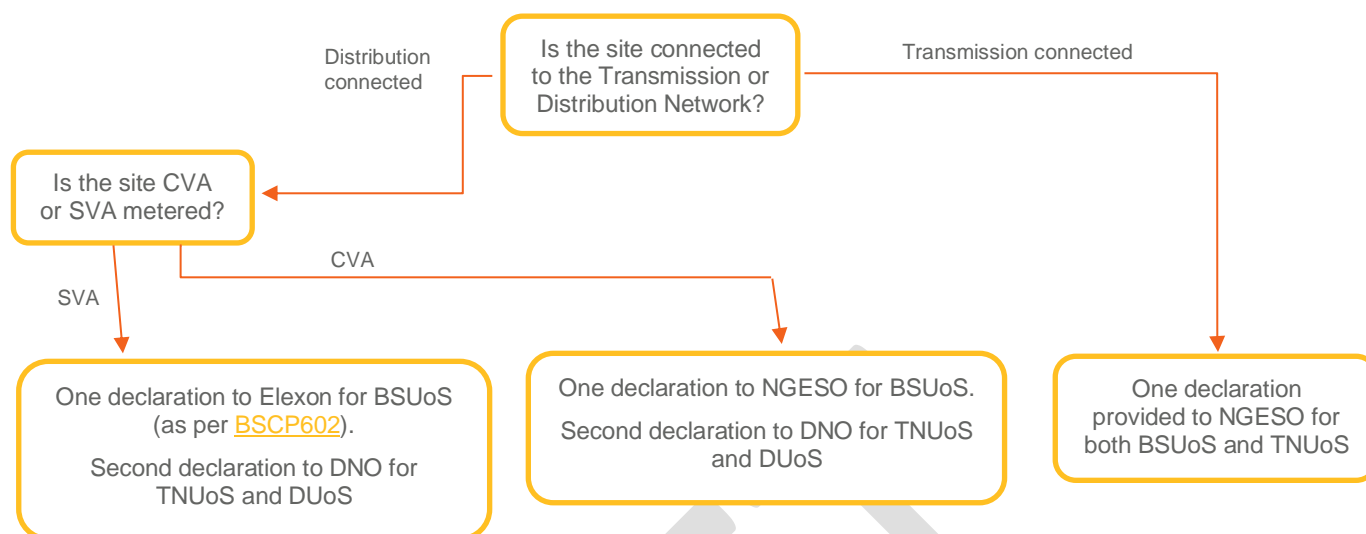 Is the site connected
to the Transmission or
Distribution Network?
Distribution
connected
Transmission connected
Is the site CVA
or SVA metered?
CVA
SVA
One declaration to Elexon for BSUoS
(as per BSCP602).
Second declaration to DNO for
TNUoS and DUoS
One declaration to NGESO for BSUoS.
Second declaration to DNO for TNUoS
and DUoS
One declaration
provided to NGESO for
both BSUoS and TNUoS